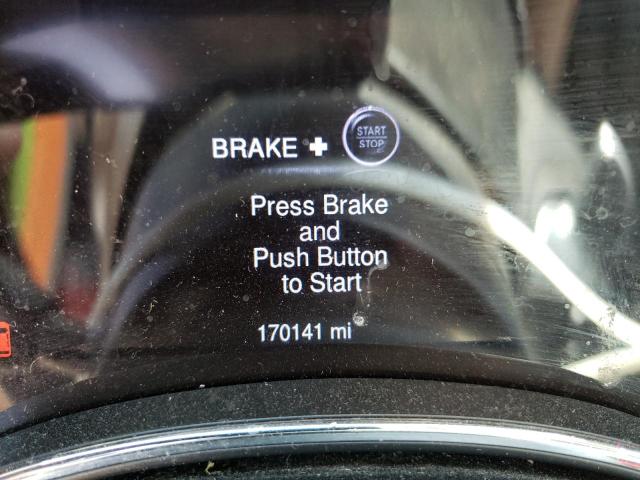 BRAKE + START
STOP
Press Brake
and
Push Button
to Start
170141 mi